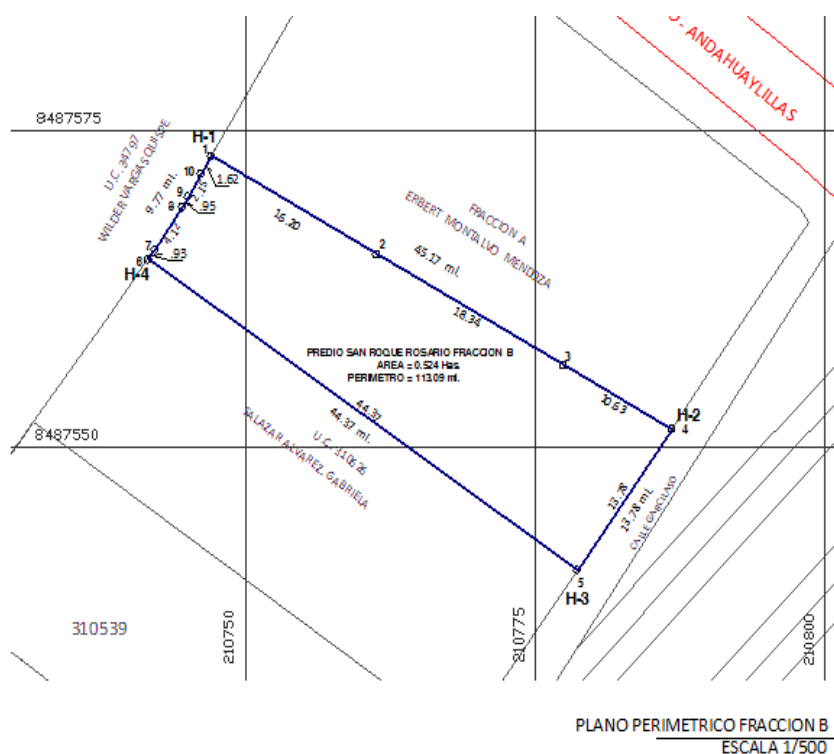 O - ANDAHUAYLILLAS
8487575
H-1
1
10
1.62
2.15
9
.95
8
U.C. 34797
WILDER VARGAS QUISPE
9.77 ml.
4.12
7
.93
6
H-4
16.20
2
FRACCION A
ERBERT MONTALVO MENDOZA
45.17 ml.
18.34
3
PREDIO SAN ROQUE ROSARIO FRACCION B
AREA = 0.524 Has.
PERIMETRO = 113.09 ml.
10.63
H-2
4
44.37
44.37 ml.
U.C. 310626
SALAZAR ALVAREZ, GABRIELA
8487550
13.78
13.78 ml.
CALLE GARCILASO
5
H-3
310539
210750
210775
210800
PLANO PERIMETRICO FRACCION B
ESCALA 1/500